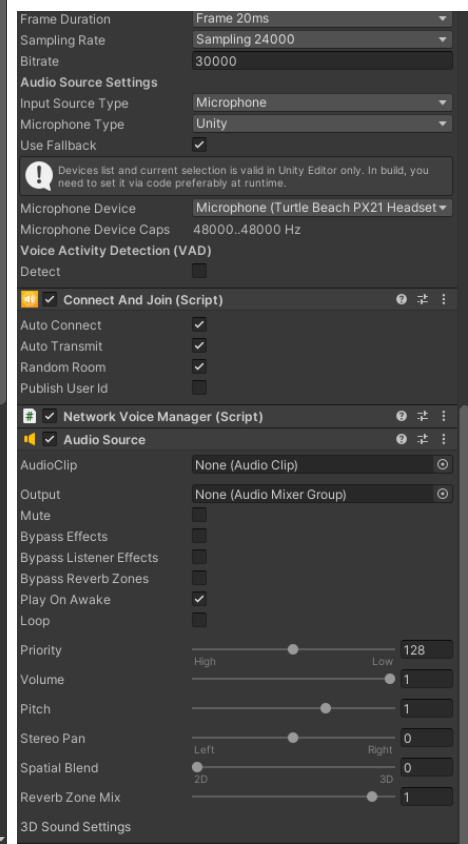 Frame Duration Frame 20ms
Sampling Rate Sampling 24000
Bitrate 30000
Audio Source Settings
Input Source Type Microphone
Microphone Type Unity
Use Fallback
Devices list and current selection is valid in Unity Editor only. In build, you
need to set it via code preferably at runtime.
Microphone Device Microphone (Turtle Beach PX21 Headset
Microphone Device Caps 48000..48000 Hz
Voice Activity Detection (VAD)
Detect
Connect And Join (Script)
Auto Connect
Auto Transmit
Random Room
Publish User Id
# Network Voice Manager (Script)
Audio Source
AudioClip None (Audio Clip)
Output None (Audio Mixer Group)
Mute
Bypass Effects
Bypass Listener Effects
Bypass Reverb Zones
Play On Awake
Loop
Priority 128
High Low
Volume 1
Pitch 1
Stereo Pan 0
Left Right
Spatial Blend 0
2D 3D
Reverb Zone Mix 1
3D Sound Settings